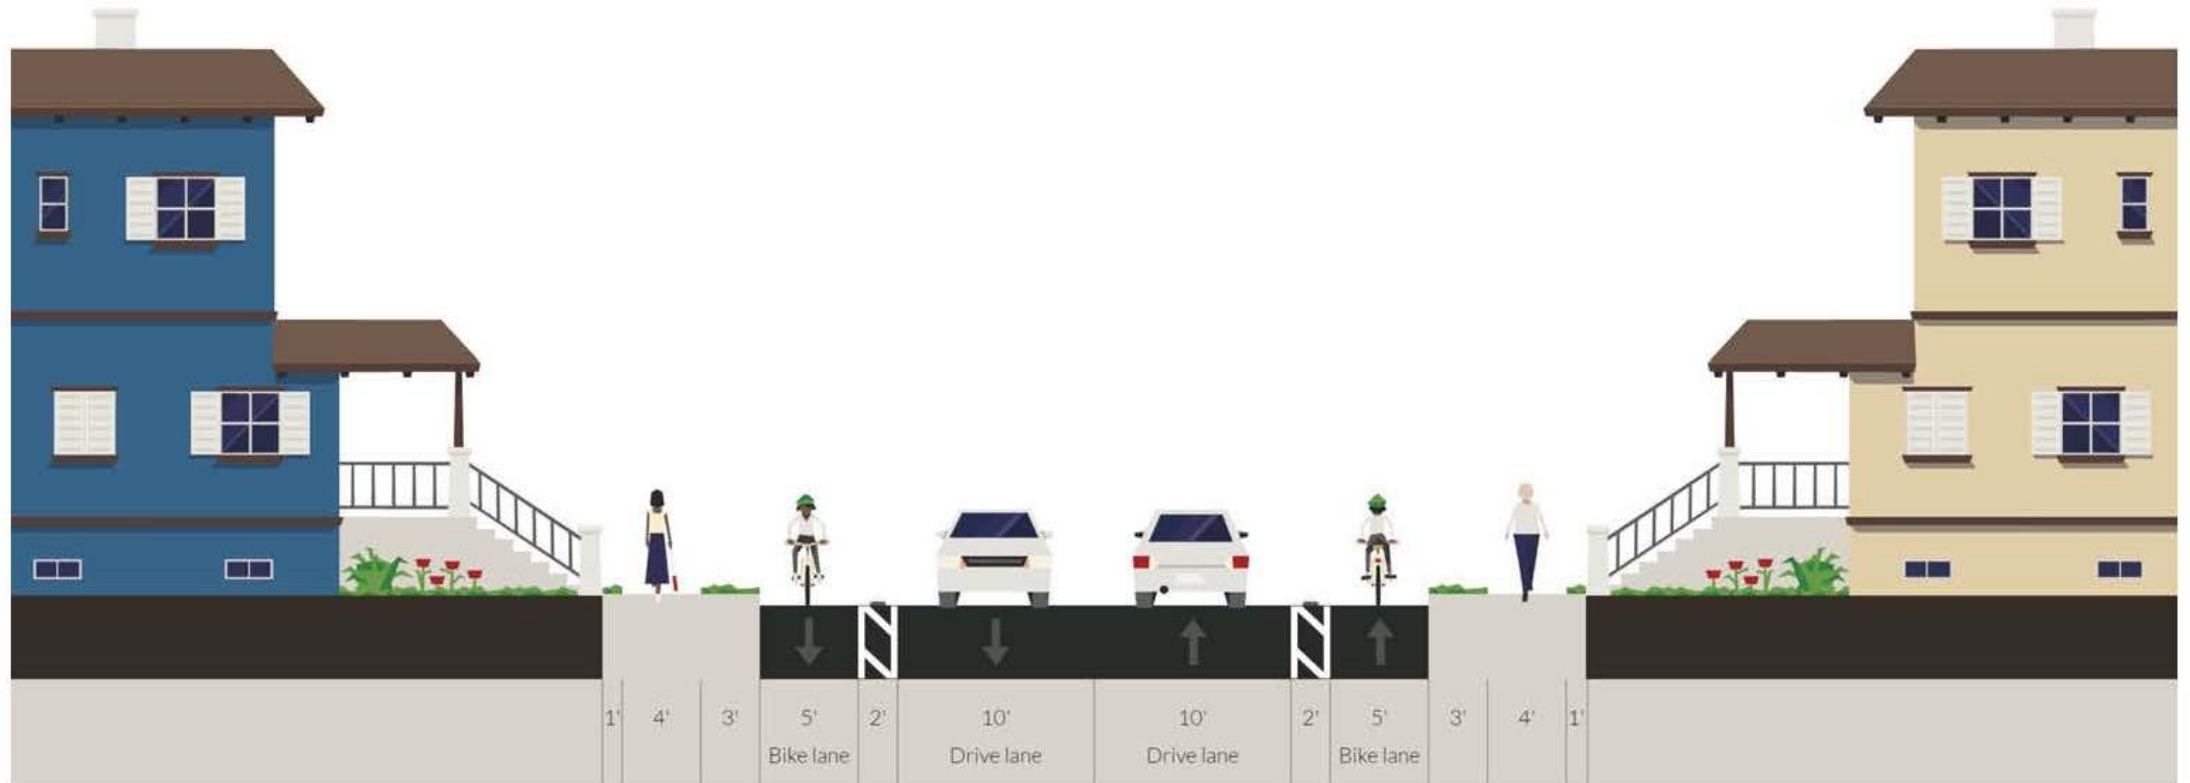 1' 4' 3' 5' 2' 10' 10' 2' 5' 3' 4' 1'
Bike lane Drive lane Drive lane Bike lane